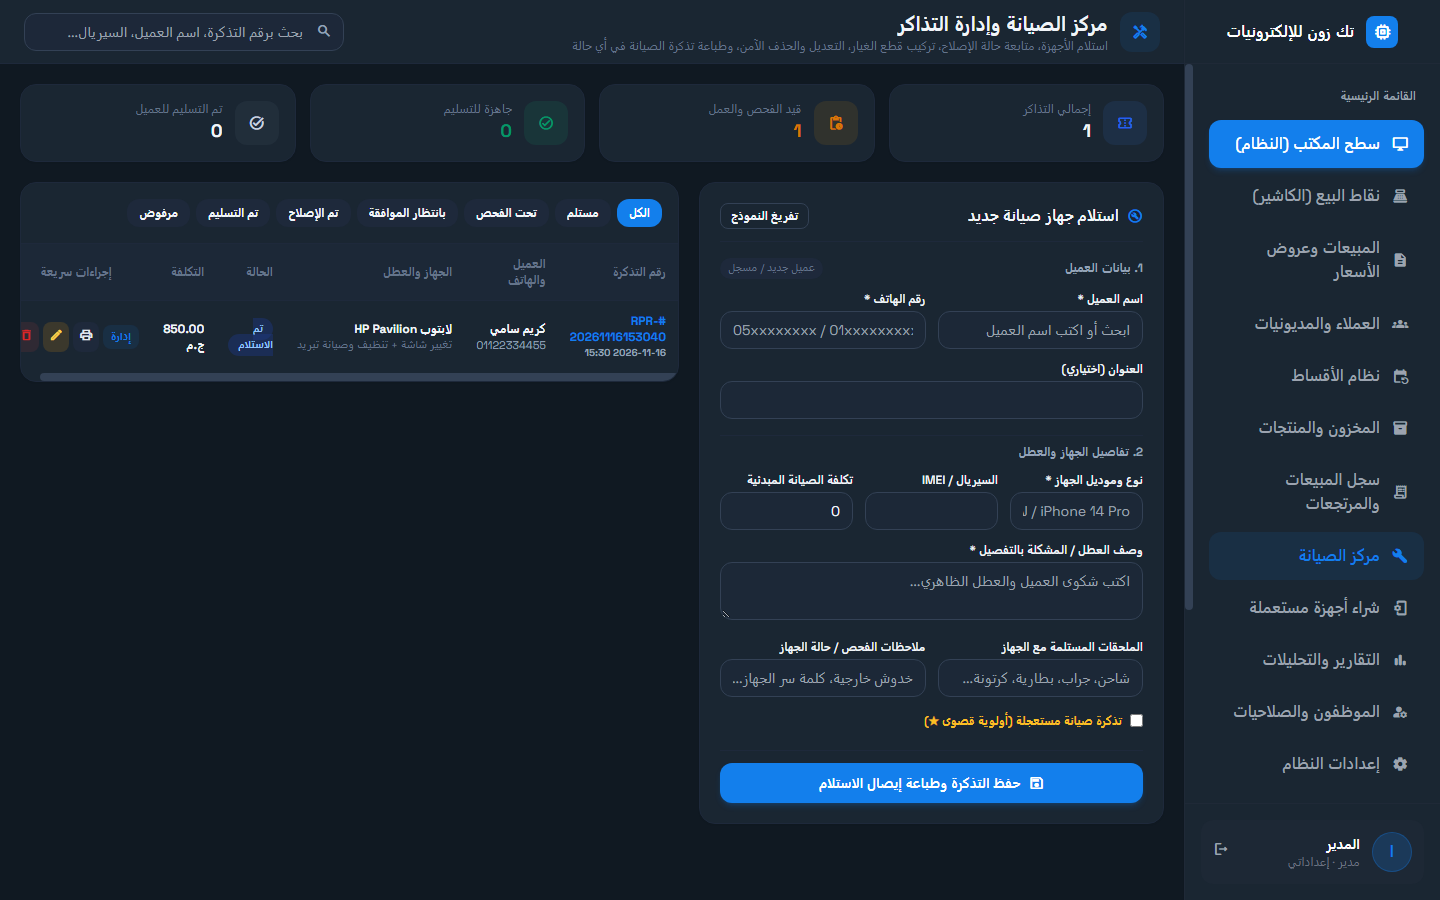 تك زون للإلكترونيات
القائمة الرئيسية
سطح المكتب (النظام)
نقاط البيع (الكاشير)
المبيعات وعروض
الأسعار
العملاء والمديونيات
نظام الأقساط
المخزون والمنتجات
سجل المبيعات
والمرتجعات
مركز الصيانة
شراء أجهزة مستعملة
التقارير والتحليلات
الموظفون والصلاحيات
إعدادات النظام
ا
المدير
مدير · إعداداتي
مركز الصيانة وإدارة التذاكر
استلام الأجهزة، متابعة حالة الإصلاح، تركيب قطع الغيار، التعديل والحذف الآمن، وطباعة تذكرة الصيانة في أي حالة
بحث برقم التذكرة، اسم العميل، السيريال...
إجمالي التذاكر
1
قيد الفحص والعمل
1
جاهزة للتسليم
0
تم التسليم للعميل
0
استلام جهاز صيانة جديد
تفريغ النموذج
1. بيانات العميل
عميل جديد / مسجل
اسم العميل *
رقم الهاتف *
ابحث أو اكتب اسم العميل
05xxxxxxxx / 01xxxxxxxxx
العنوان (اختياري)
2. تفاصيل الجهاز والعطل
نوع وموديل الجهاز *
السيريال / IMEI
تكلفة الصيانة المبدئية
iPhone 14 Pro /
0
وصف العطل / المشكلة بالتفصيل *
اكتب شكوى العميل والعطل الظاهري...
الملحقات المستلمة مع الجهاز
ملاحظات الفحص / حالة الجهاز
شاحن، جراب، بطارية، كرتونة...
خدوش خارجية، كلمة سر الجهاز...
تذكرة صيانة مستعجلة (أولوية قصوى ★)
حفظ التذكرة وطباعة إيصال الاستلام
الكل
مستلم
تحت الفحص
بانتظار الموافقة
تم الإصلاح
تم التسليم
مرفوض
رقم التذكرة
العميل
والهاتف
الجهاز والعطل
الحالة
التكلفة
إجراءات سريعة
#RPR-
20261116153040
2026-11-16 15:30
كريم سامي
01122334455
لابتوب HP Pavilion
تغيير شاشة + تنظيف وصيانة تبريد
تم
الاستلام
850.00
ج.م
إدارة